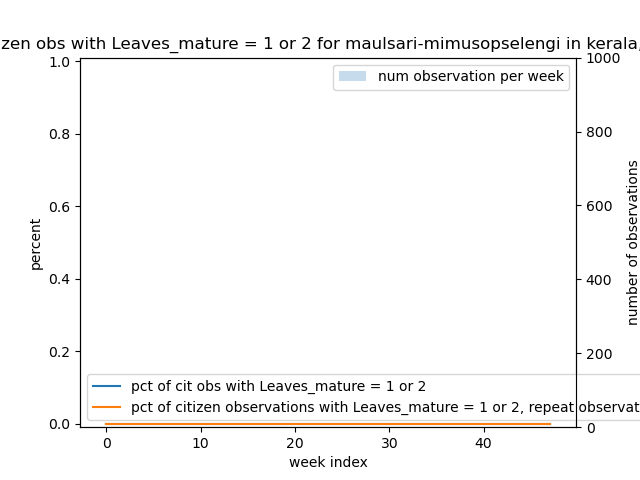 zen obs with Leaves_mature = 1 or 2 for maulsari-mimusopselengi in kerala,
1.0
0.8
0.6
0.4
0.2
0.0
percent
num observation per week
1000
800
600
400
200
0
number of observations
pct of cit obs with Leaves_mature = 1 or 2
pct of citizen observations with Leaves_mature = 1 or 2, repeat observat
0 10 20 30 40
week index